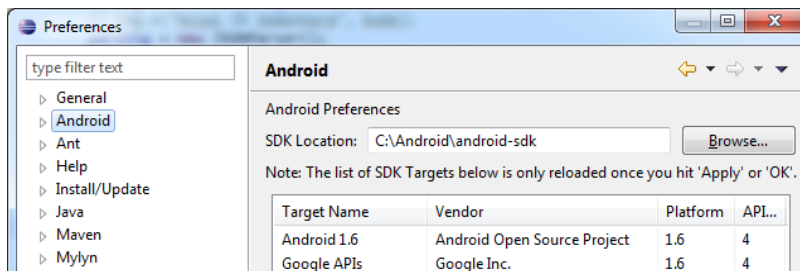 Preferences
type filter text
General
Android
Ant
Help
Install/Update
Java
Maven
Mylyn
Android
Android Preferences
SDK Location: C:\Android\android-sdk Browse...
Note: The list of SDK Targets below is only reloaded once you hit 'Apply' or 'OK'.
Target Name Vendor Platform API...
Android 1.6 Android Open Source Project 1.6 4
Google APIs Google Inc. 1.6 4